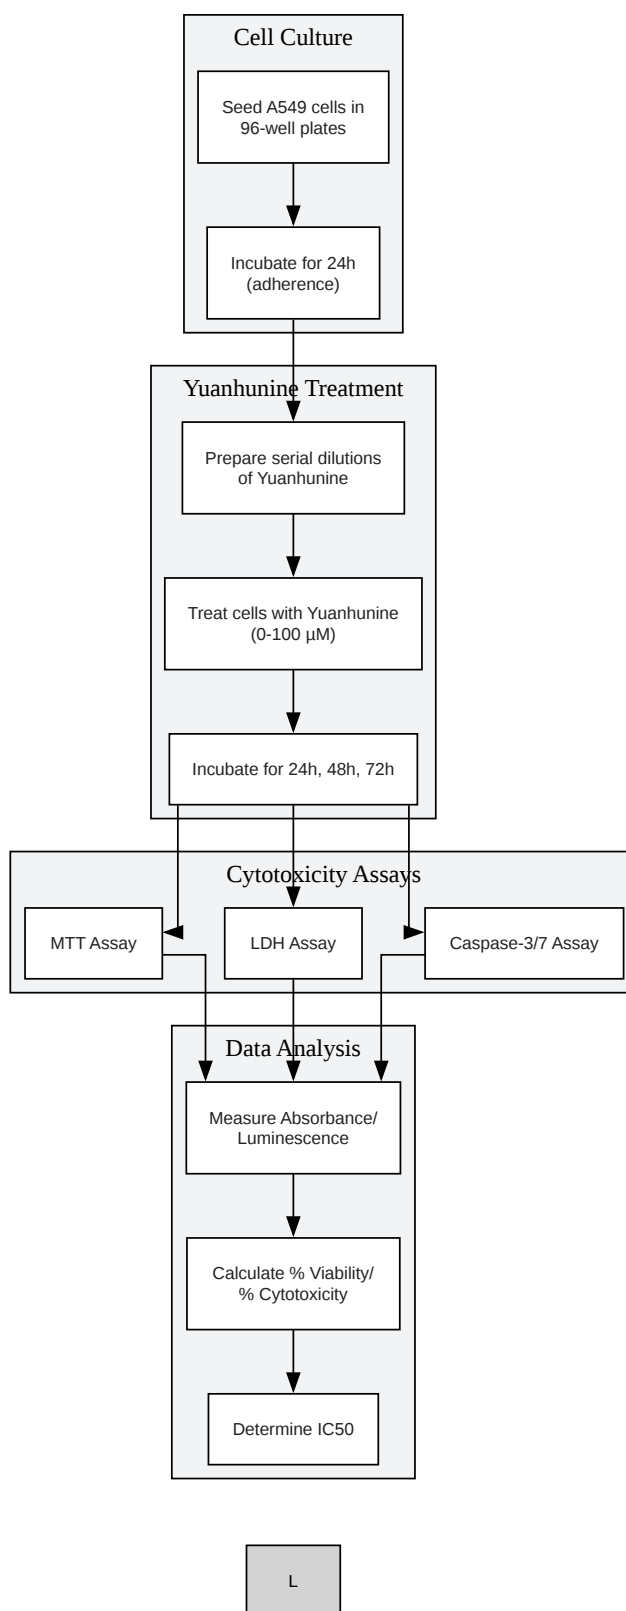 Cell Culture
Seed A549 cells in
96-well plates
Incubate for 24h
(adherence)
Yuanhunine Treatment
Prepare serial dilutions
of Yuanhunine
Treat cells with Yuanhunine
(0-100 µM)
Incubate for 24h, 48h, 72h
Cytotoxicity Assays
MTT Assay
LDH Assay
Caspase-3/7 Assay
Data Analysis
Measure Absorbance/
Luminescence
Calculate % Viability/
% Cytotoxicity
Determine IC50
L